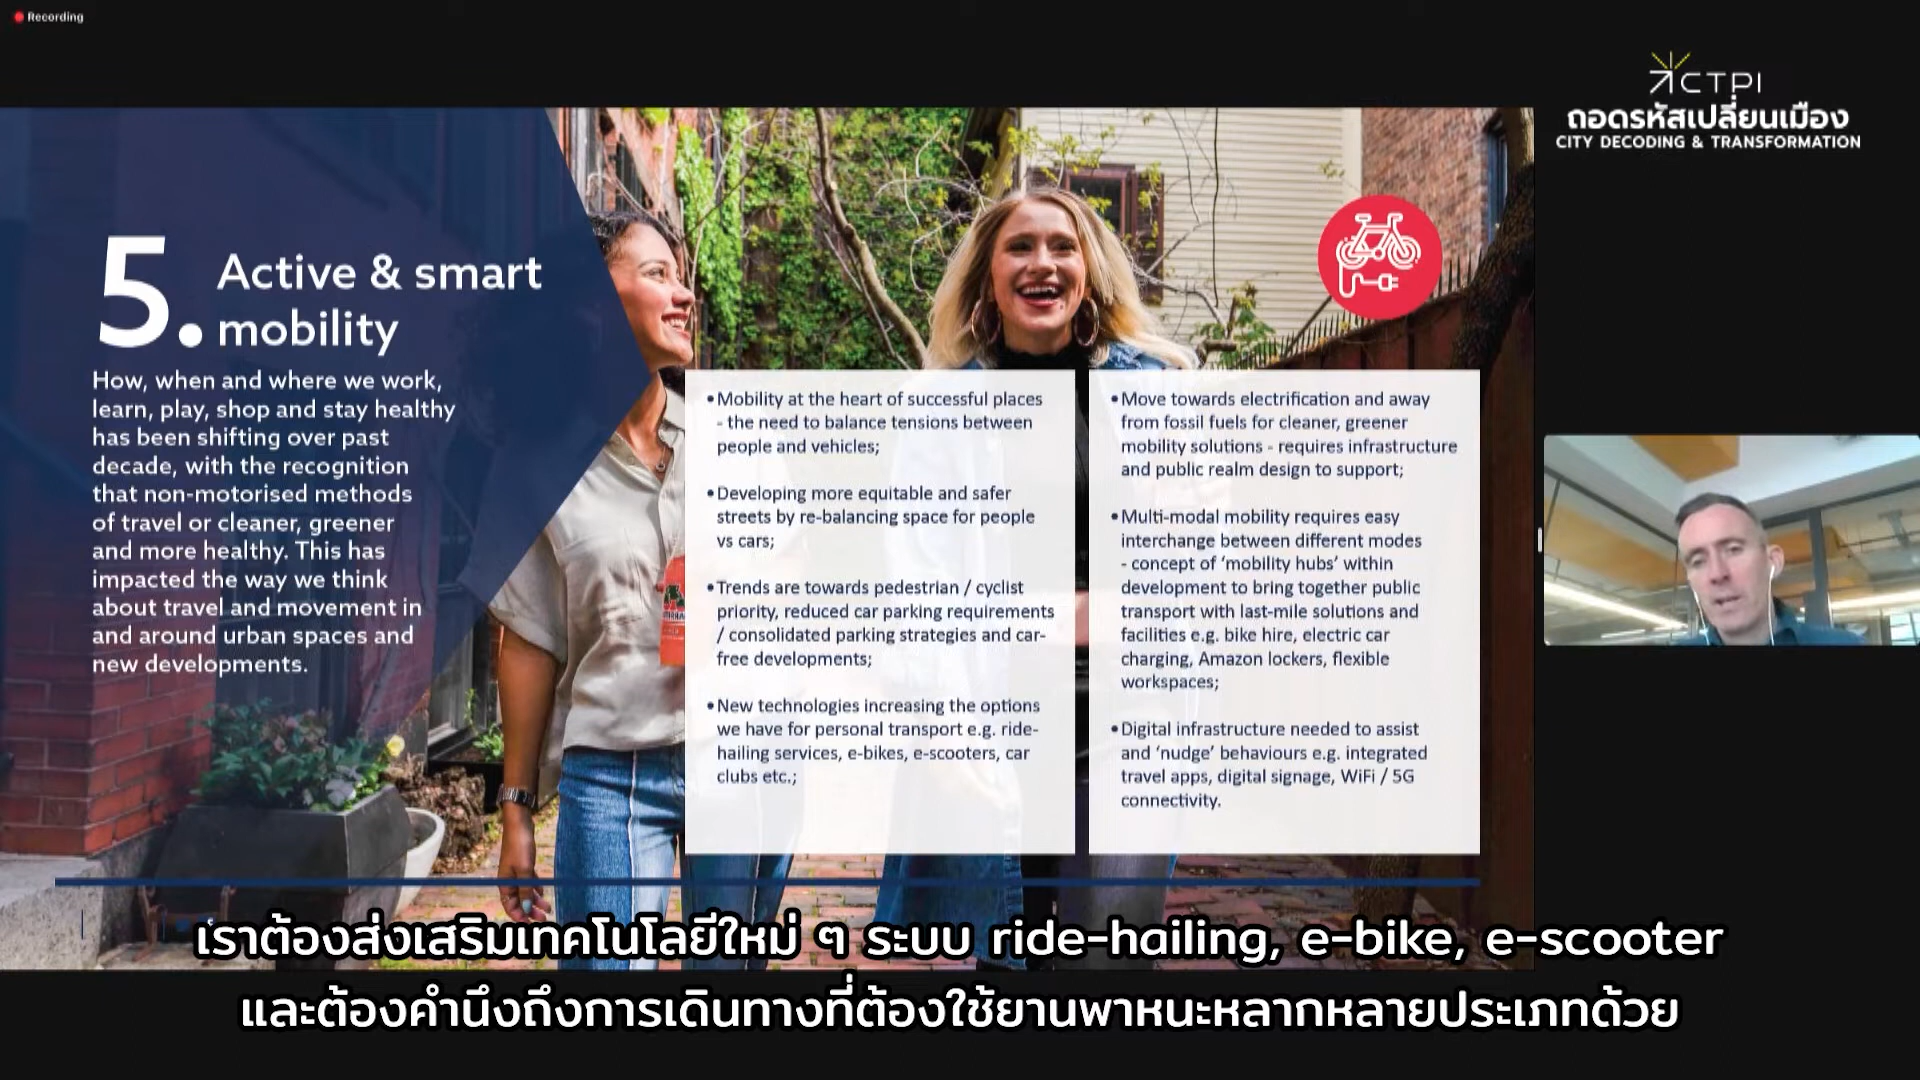 Recording
ACTPI
ถอดรหัสเปลี่ยนเมือง
CITY DECODING & TRANSFORMATION
5.
Active & smart
mobility
How, when and where we work,
learn, play, shop and stay healthy
has been shifting over past
decade, with the recognition
that non-motorised methods
of travel or cleaner, greener
and more healthy. This has
impacted the way we think
about travel and movement in
and around urban spaces and
new developments.
•Mobility at the heart of successful places
- the need to balance tensions between
people and vehicles;
•Developing more equitable and safer
streets by re-balancing space for people
vs cars;
•Trends are towards pedestrian / cyclist
priority, reduced car parking requirements
/ consolidated parking strategies and car-
free developments;
•New technologies increasing the options
we have for personal transport e.g. ride-
hailing services, e-bikes, e-scooters, car
clubs etc.;
•Move towards electrification and away
from fossil fuels for cleaner, greener
mobility solutions - requires infrastructure
and public realm design to support;
•Multi-modal mobility requires easy
interchange between different modes
- concept of ‘mobility hubs’ within
development to bring together public
transport with last-mile solutions and
facilities e.g. bike hire, electric car
charging, Amazon lockers, flexible
workspaces;
•Digital infrastructure needed to assist
and ‘nudge’ behaviours e.g. integrated
travel apps, digital signage, WiFi / 5G
connectivity.
เราต้องส่งเสริมเทคโนโลยีใหม่ ๆ ระบบ ride-hailing, e-bike, e-scooter
และต้องคำนึงถึงการเดินทางที่ต้องใช้ยานพาหนะหลากหลายประเภทด้วย